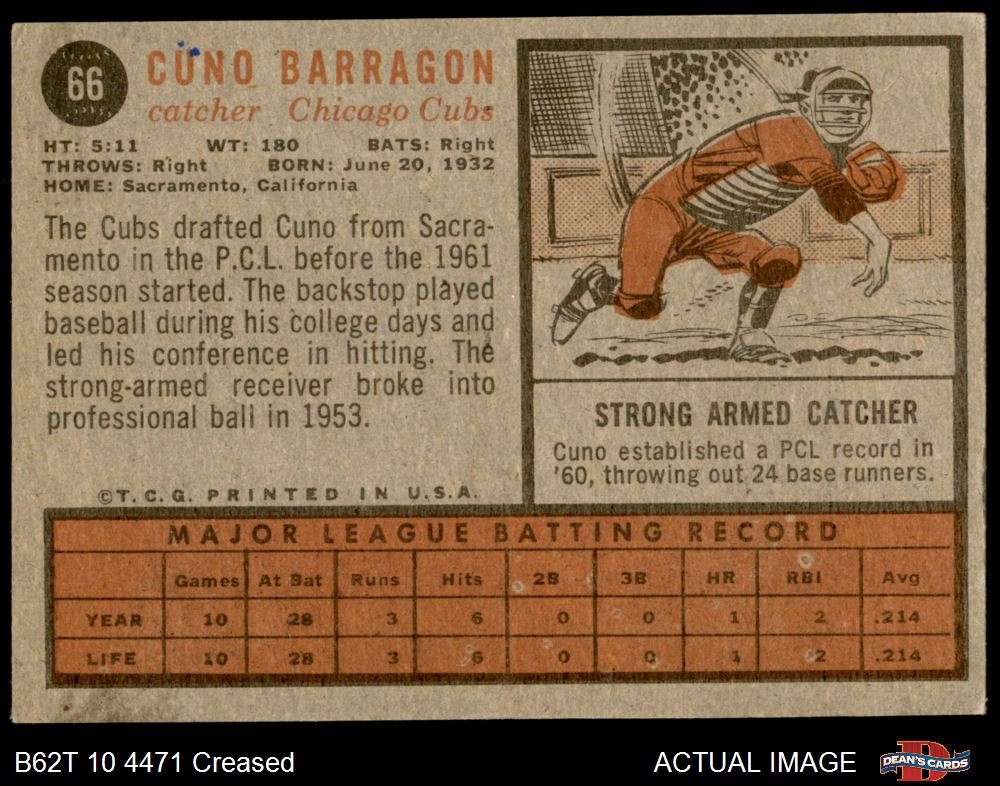 66
CUNO BARRAGON
catcher Chicago Cubs
HT: 5:11 WT: 180 BATS: Right
THROWS: Right BORN: June 20, 1932
HOME: Sacramento, California
The Cubs drafted Cuno from Sacra-
mento in the P.C.L. before the 1961
season started. The backstop played
baseball during his college days and
led his conference in hitting. The
strong-armed receiver broke into
professional ball in 1953.
©T.C.G. PRINTED IN U.S.A.
STRONG ARMED CATCHER
Cuno established a PCL record in
'60, throwing out 24 base runners.
MAJOR LEAGUE BATTING RECORD
Games At Bat Runs Hits 2B 3B HR RBI Avg
YEAR 10 28 3 6 0 0 1 2 .214
LIFE 10 28 3 6 0 0 1 2 .214
B62T 10 4471 Creased
ACTUAL IMAGE
D
DEAN'S CARDS